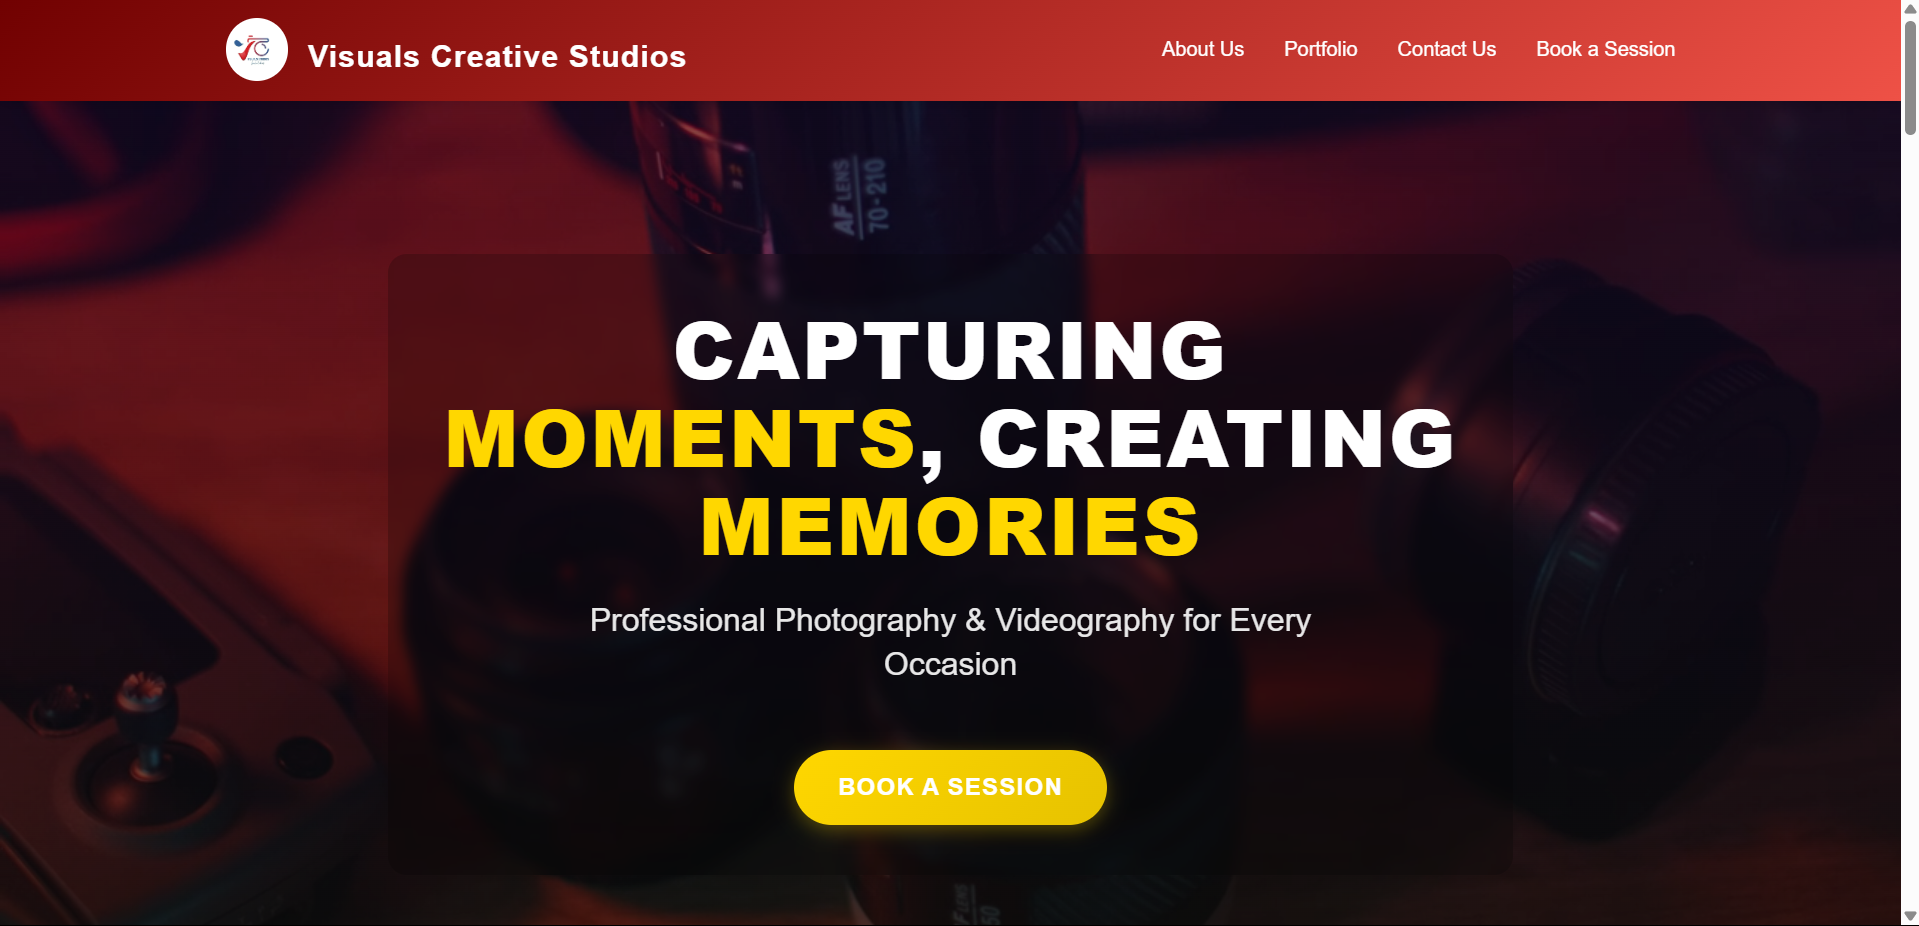 Visuals Creative Studios
About Us
Portfolio
Contact Us
Book a Session
AF LENS
70-210
CAPTURING
MOMENTS, CREATING
MEMORIES
Professional Photography & Videography for Every
Occasion
BOOK A SESSION